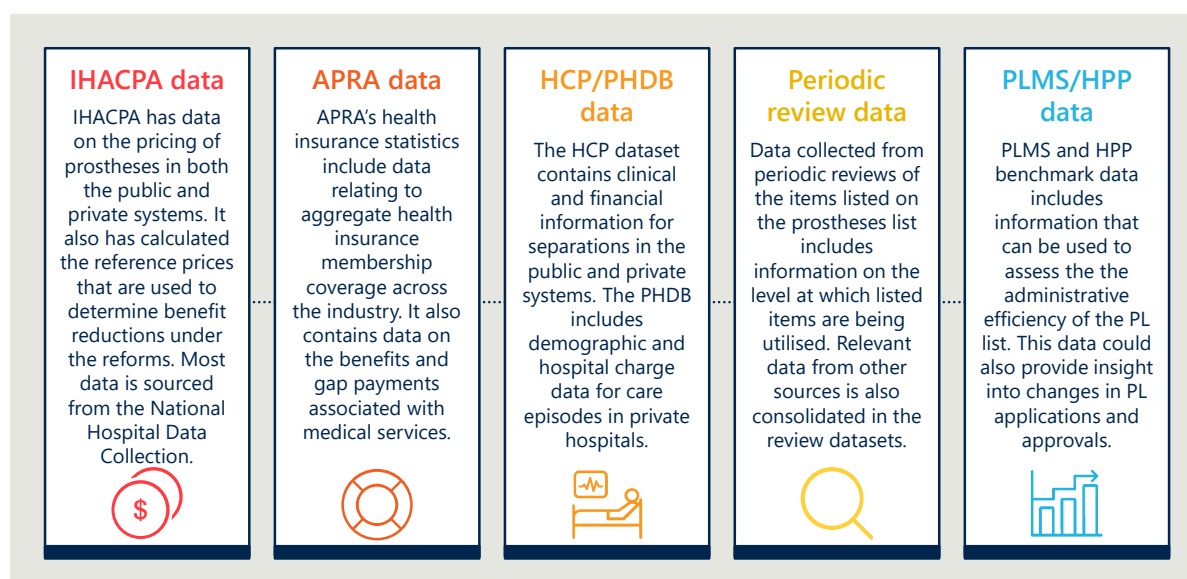 IHACPA data
IHACPA has data
on the pricing of
prostheses in both
the public and
private systems. It
also has calculated
the reference prices
that are used to
determine benefit
reductions under
the reforms. Most
data is sourced
from the National
Hospital Data
Collection.
$
APRA data
APRA’s health
insurance statistics
include data
relating to
aggregate health
insurance
membership
coverage across
the industry. It also
contains data on
the benefits and
gap payments
associated with
medical services.
HCP/PHDB
data
The HCP dataset
contains clinical
and financial
information for
separations in the
public and private
systems. The PHDB
includes
demographic and
hospital charge
data for care
episodes in private
hospitals.
Periodic
review data
Data collected from
periodic reviews of
the items listed on
the prostheses list
includes
information on the
level at which listed
items are being
utilised. Relevant
data from other
sources is also
consolidated in the
review datasets.
PLMS/HPP
data
PLMS and HPP
benchmark data
includes
information that
can be used to
assess the the
administrative
efficiency of the PL
list. This data could
also provide insight
into changes in PL
applications and
approvals.